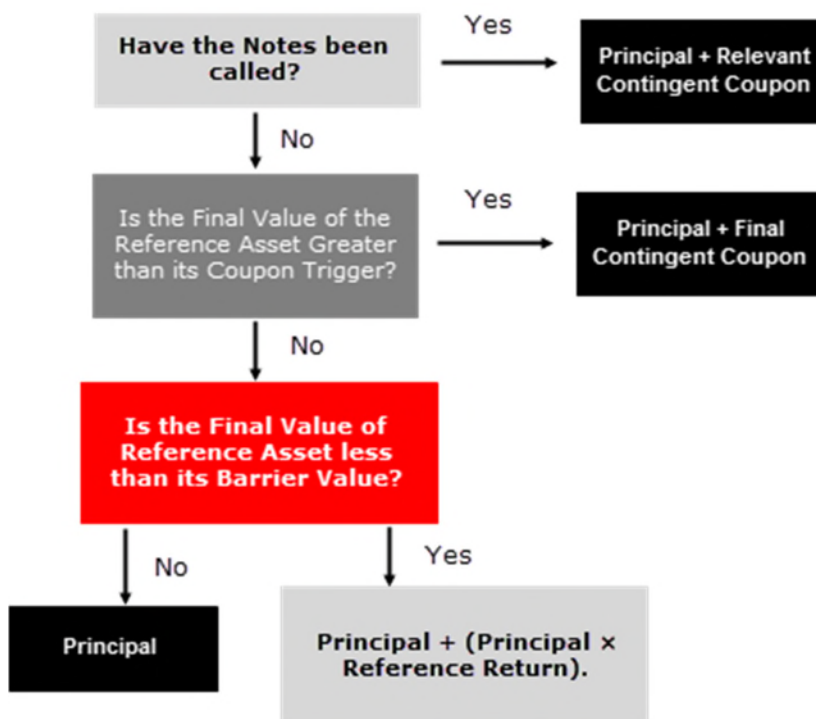 Have the Notes been
called?
Yes
Principal + Relevant
Contingent Coupon
No
Is the Final Value of the
Reference Asset Greater
than its Coupon Trigger?
Yes
Principal + Final
Contingent Coupon
No
Is the Final Value of
Reference Asset less
than its Barrier Value?
No
Yes
Principal
Principal + (Principal ×
Reference Return).